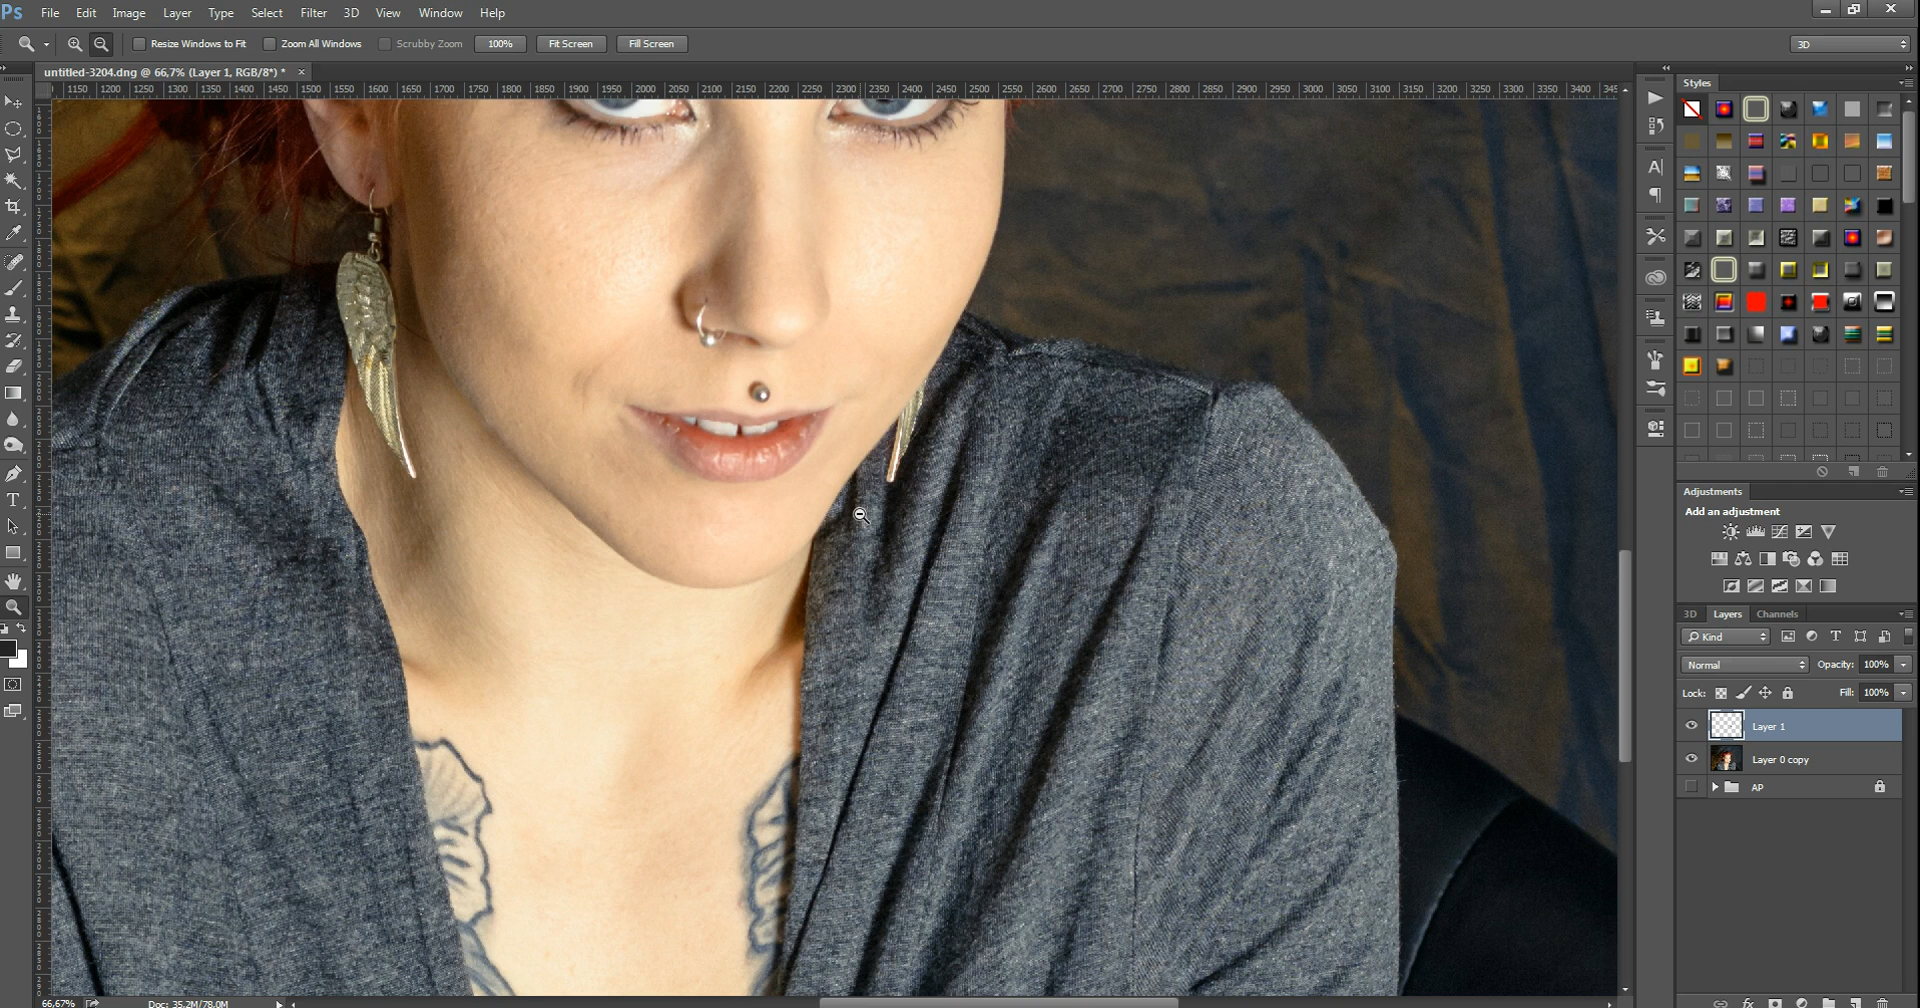 Ps File Edit Image Layer Type Select Filter 3D View Window Help
Resize Windows to Fit Zoom All Windows Scrubby Zoom 100% Fit Screen Fill Screen 3D
untitled-3204.dng @ 66,7% (Layer 1, RGB/8*) * ×
1150 1200 1250 1300 1350 1400 1450 1500 1550 1600 1650 1700 1750 1800 1850 1900 1950 2000 2050 2100 2150 2200 2250 2300 2350 2400 2450 2500 2550 2600 2650 2700 2750 2800 2850 2900 2950 3000 3050 3100 3150 3200 3250 3300 3350 3400
Styles
Adjustments
Add an adjustment
3D Layers Channels
Kind
Normal Opacity: 100%
Lock: Fill: 100%
Layer 1
Layer 0 copy
AP
66,67% Doc: 35,2M/78,0M